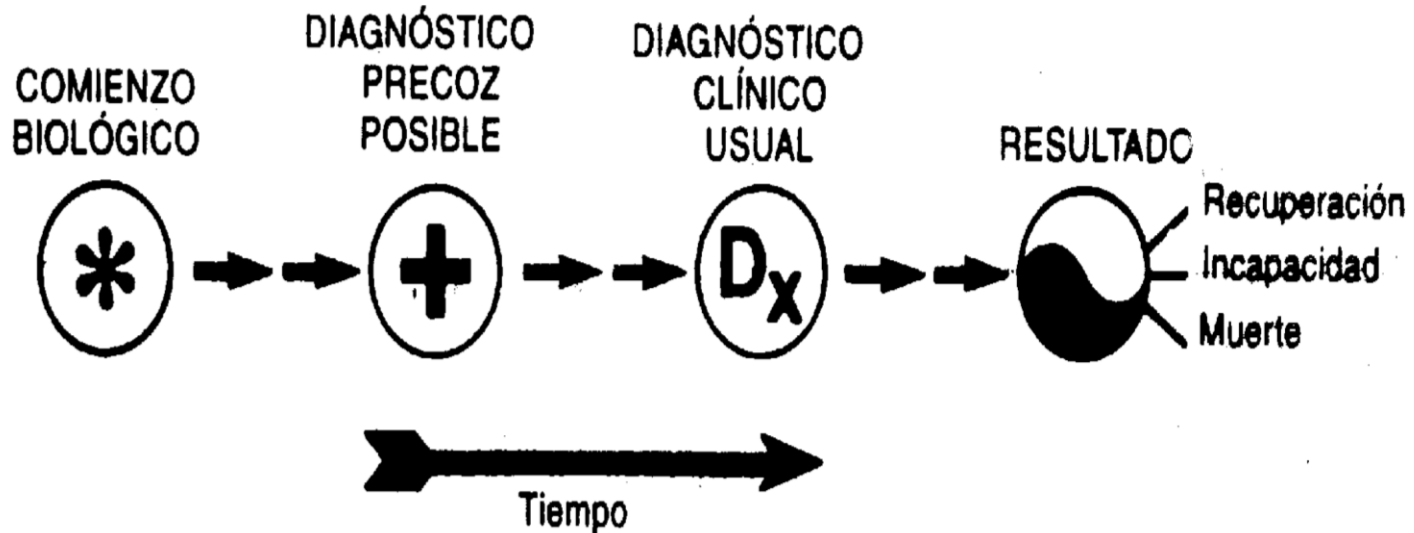 COMIENZO
BIOLÓGICO
DIAGNÓSTICO
PRECOZ
POSIBLE
DIAGNÓSTICO
CLÍNICO
USUAL
RESULTADO
*
+
Dx
Recuperación
Incapacidad
Muerte
Tiempo